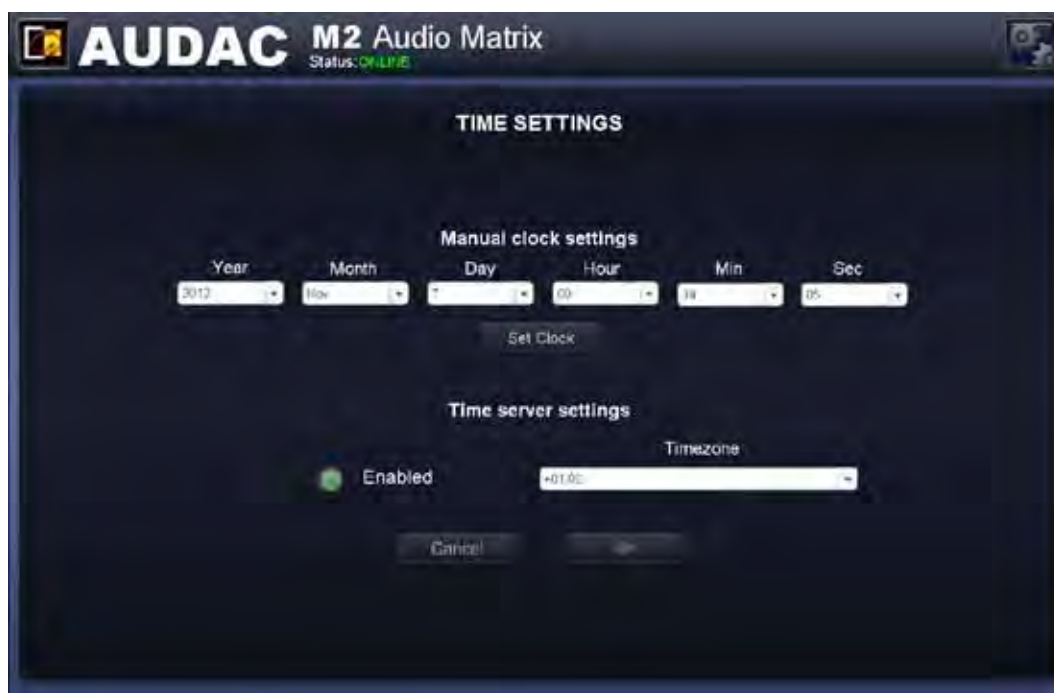 AUDAC M2 Audio Matrix
Status:ONLINE
TIME SETTINGS
Manual clock settings
Year Month Day Hour Min Sec
2012 Nov 7 05
Set Clock
Time server settings
Timezone
Enabled +01:00
Cancel